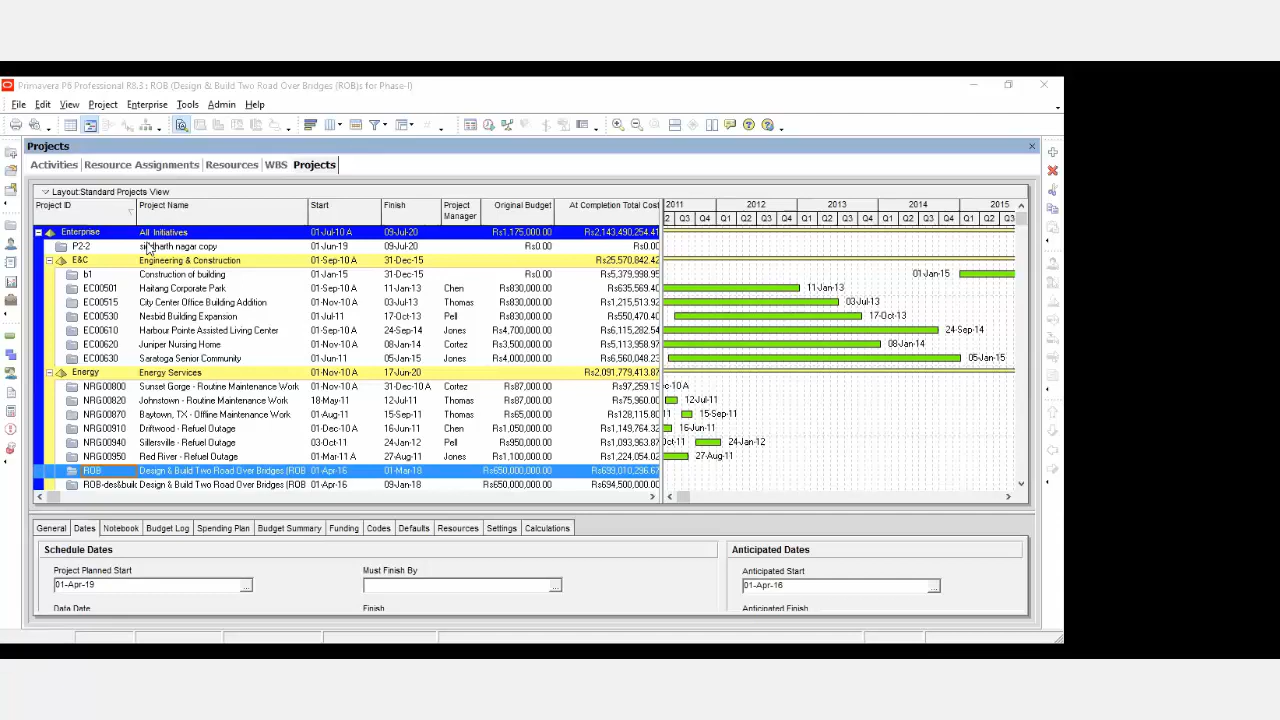 Primavera P6 Professional R8.3 : ROB (Design & Build Two Road Over Bridges (ROB)s for Phase-I)
File Edit View Project Enterprise Tools Admin Help
Projects
Activities Resource Assignments Resources WBS Projects
Layout:Standard Projects View
Project ID Project Name Start Finish Project Manager Original Budget At Completion Total Cost 2011 2012 2013 2014 2015
2 Q3 Q4 Q1 Q2 Q3 Q4 Q1 Q2 Q3 Q4 Q1 Q2 Q3 Q4 Q1 Q2 Q3
Enterprise All Initiatives 01-Jul-10 A 09-Jul-20 Rs1,175,000.00 Rs2,143,490,254.41
P2-2 siddharth nagar copy 01-Jun-19 09-Jul-20 Rs0.00 Rs0.00
E&C Engineering & Construction 01-Sep-10 A 31-Dec-15 Rs25,570,842.42
b1 Construction of building 01-Jan-15 31-Dec-15 Rs0.00 Rs5,379,998.95 01-Jan-15
EC00501 Haitang Corporate Park 01-Nov-10 A 11-Jan-13 Chen Rs830,000.00 Rs635,569.40 11-Jan-13
EC00515 City Center Office Building Addition 01-Nov-10 A 03-Jul-13 Thomas Rs830,000.00 Rs1,215,513.92 03-Jul-13
EC00530 Nesbid Building Expansion 01-Jul-11 17-Oct-13 Pell Rs830,000.00 Rs550,470.40 17-Oct-13
EC00610 Harbour Pointe Assisted Living Center 01-Sep-10 A 24-Sep-14 Jones Rs4,700,000.00 Rs6,115,282.54 24-Sep-14
EC00620 Juniper Nursing Home 01-Nov-10 A 08-Jan-14 Cortez Rs3,500,000.00 Rs5,113,958.97 08-Jan-14
EC00630 Saratoga Senior Community 01-Jun-11 05-Jan-15 Jones Rs4,000,000.00 Rs6,560,048.23 05-Jan-15
Energy Energy Services 01-Nov-10 A 17-Jun-20 Rs2,091,779,413.87
NRG00800 Sunset Gorge - Routine Maintenance Work 01-Nov-10 A 31-Dec-10 A Cortez Rs87,000.00 Rs97,259.15 c-10 A
NRG00820 Johnstown - Routine Maintenance Work 18-May-11 12-Jul-11 Thomas Rs87,000.00 Rs75,960.00 12-Jul-11
NRG00870 Baytown, TX - Offline Maintenance Work 01-Aug-11 15-Sep-11 Thomas Rs65,000.00 Rs128,115.80 11 15-Sep-11
NRG00910 Driftwood - Refuel Outage 01-Dec-10 A 16-Jun-11 Chen Rs1,050,000.00 Rs1,149,764.32 16-Jun-11
NRG00940 Sillersville - Refuel Outage 03-Oct-11 24-Jan-12 Pell Rs950,000.00 Rs1,093,963.87 Oct-11 24-Jan-12
NRG00950 Red River - Refuel Outage 01-Mar-11 A 27-Aug-11 Jones Rs1,100,000.00 Rs1,224,054.02 27-Aug-11
ROB Design & Build Two Road Over Bridges (ROB 01-Apr-16 01-Mar-18 Rs650,000,000.00 Rs699,010,296.67
ROB-des&buil Design & Build Two Road Over Bridges (ROB 01-Apr-16 09-Jan-18 Rs650,000,000.00 Rs694,500,000.00
General Dates Notebook Budget Log Spending Plan Budget Summary Funding Codes Defaults Resources Settings Calculations
Schedule Dates Anticipated Dates
Project Planned Start Must Finish By Anticipated Start
01-Apr-19 ... ... 01-Apr-16 ...
Data Date Finish Anticipated Finish